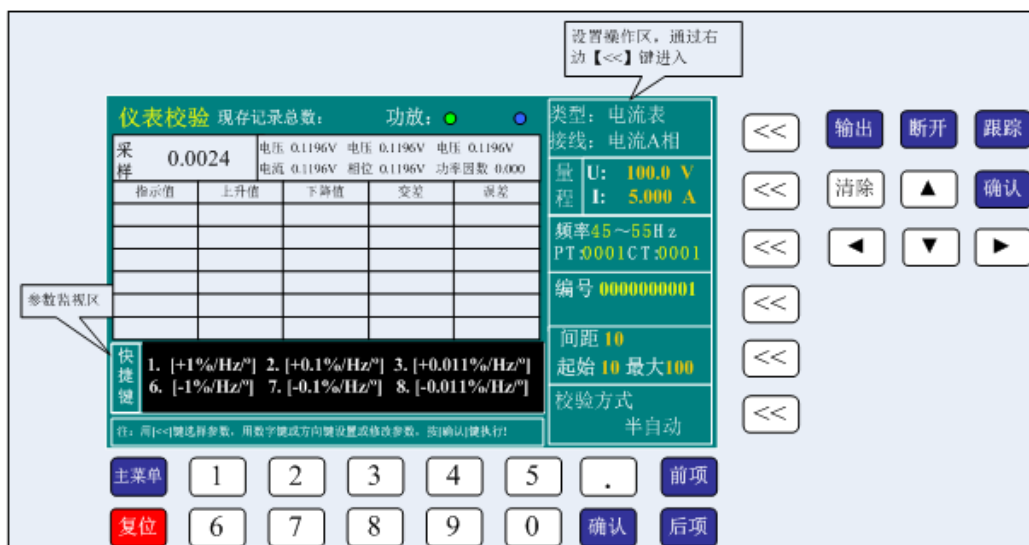 设置操作区，通过右
边【<<】键进入
仪表校验 现存记录总数： 功放：
采样 0.0024
电压 0.1196V 电压 0.1196V 电压 0.1196V
电流 0.1196V 相位 0.1196V 功率因数 0.000
指示值 上升值 下降值 变差 误差
参数监视区
快捷键
1. [+1%/Hz/º] 2. [+0.1%/Hz/º] 3. [+0.011%/Hz/º]
6. [-1%/Hz/º] 7. [-0.1%/Hz/º] 8. [-0.011%/Hz/º]
注：用[<<]键选择参数，用数字键或方向键设置或修改参数，按[确认]键执行!
类型：电流表
接线：电流A相
量程
U: 100.0 V
I: 5.000 A
频率45～55Hz
PT:0001CT:0001
编号 0000000001
间距 10
起始 10 最大100
校验方式
半自动
<<
<<
<<
<<
<<
<<
输出 断开 跟踪
清除 ▲ 确认
◄ ▼ ►
主菜单 1 2 3 4 5 . 前项
复位 6 7 8 9 0 确认 后项